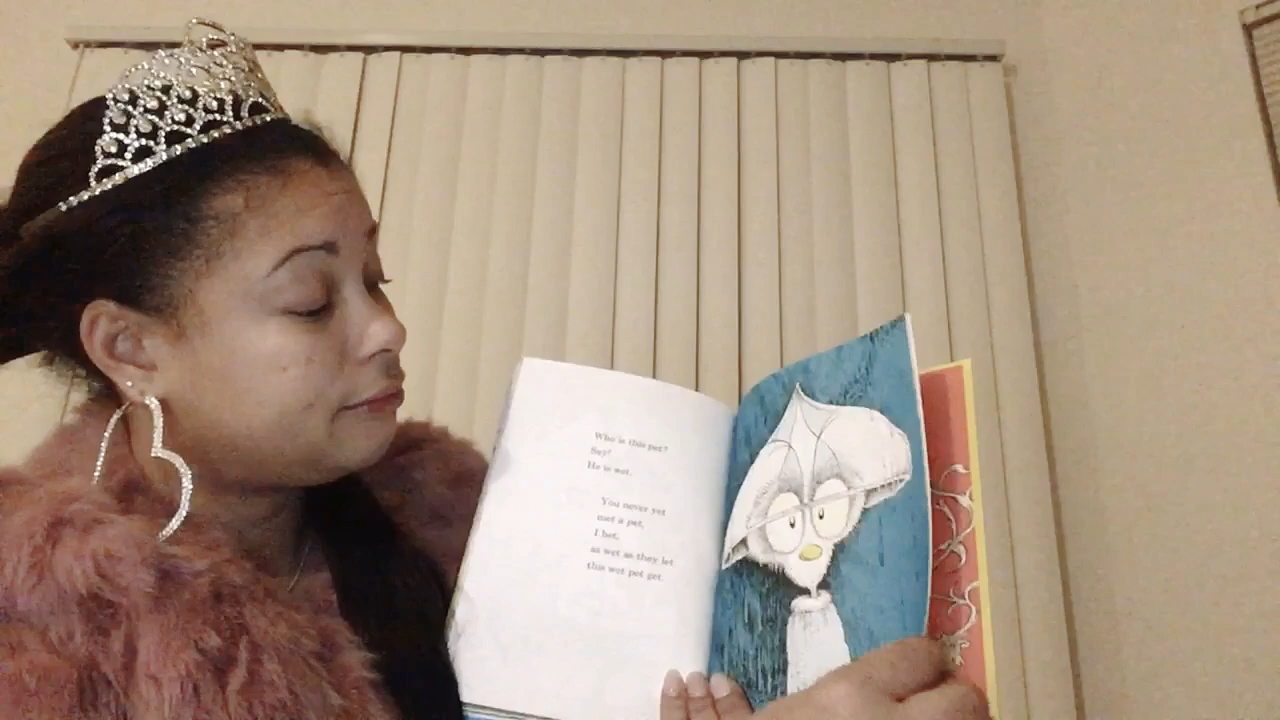 Who is this pet?
Say!
He is wet.
You never yet
met a pet,
I bet,
as wet as they let
this wet pet get.